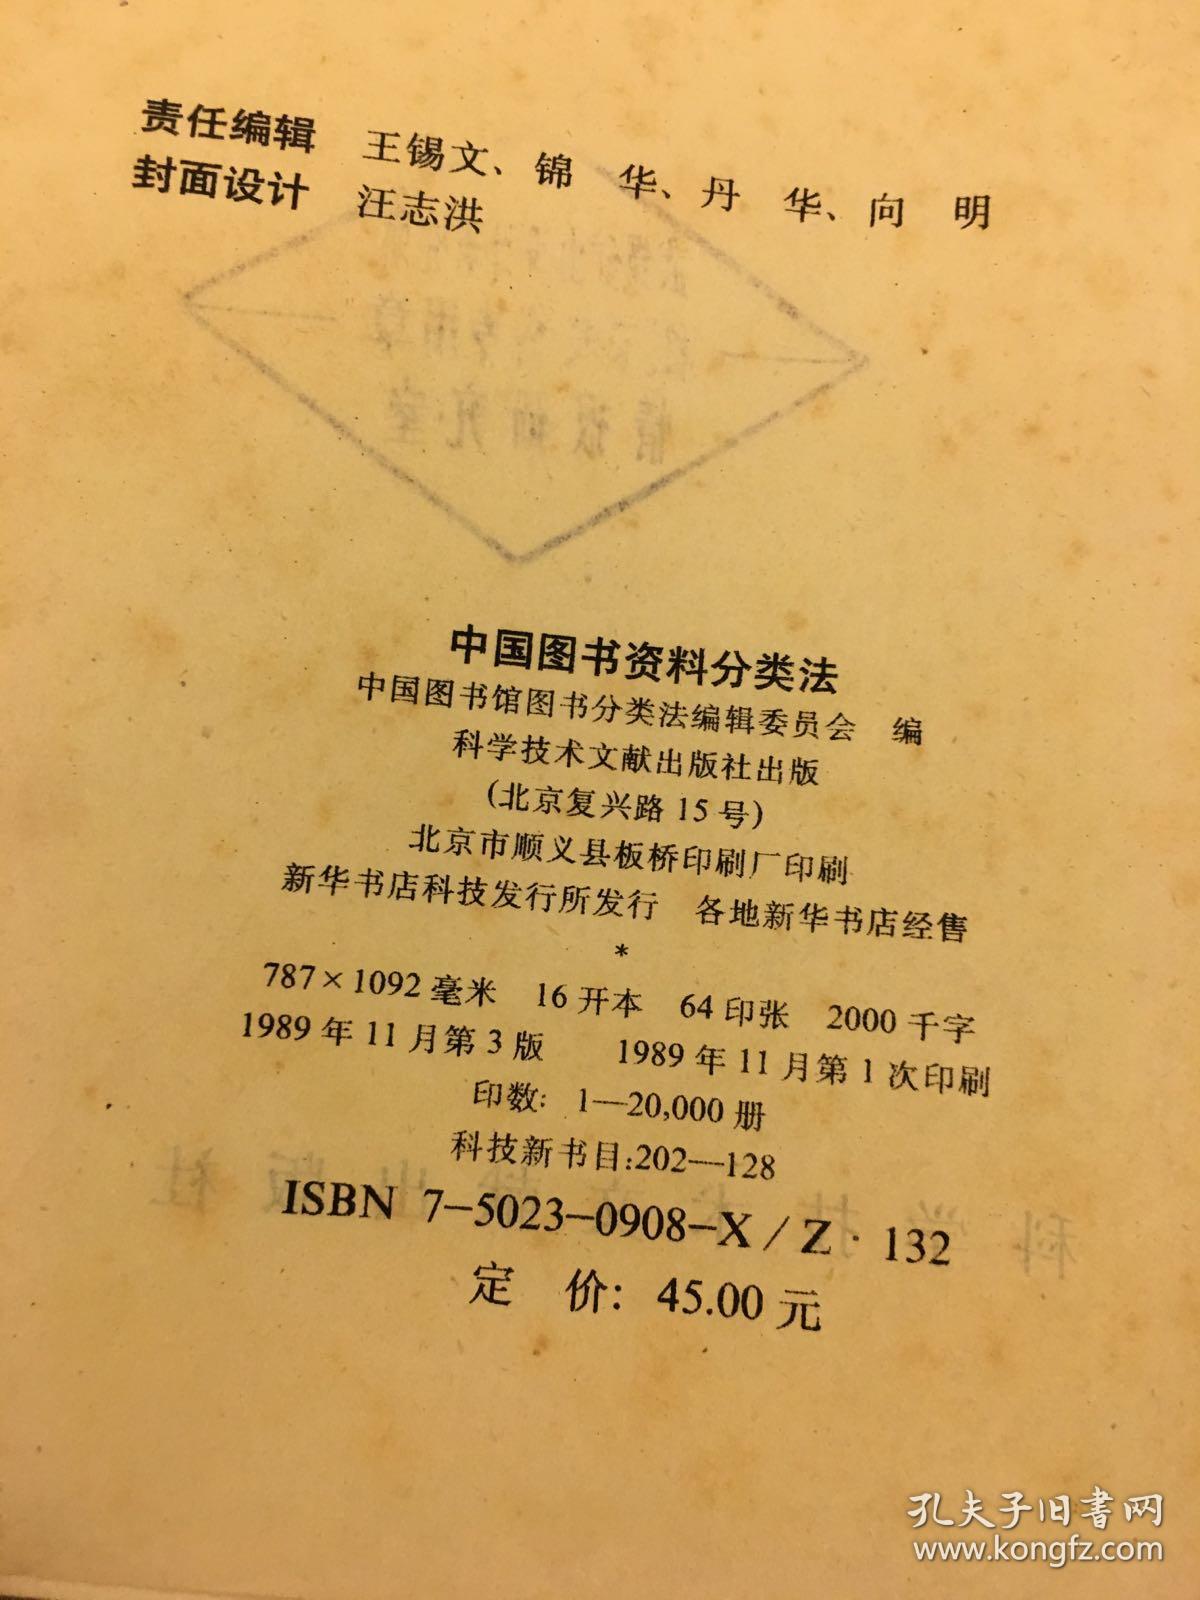 责任编辑 王锡文、锦 华、丹 华、向 明
封面设计 汪志洪
中国图书资料分类法
中国图书馆图书分类法编辑委员会 编
科学技术文献出版社出版
(北京复兴路15号)
北京市顺义县板桥印刷厂印刷
新华书店科技发行所发行 各地新华书店经售
*
787×1092毫米 16开本 64印张 2000千字
1989年11月第3版 1989年11月第1次印刷
印数: 1—20,000册
科技新书目:202—128
ISBN 7-5023-0908-X/Z·132
定 价: 45.00元
孔夫子旧书网
www.kongfz.com